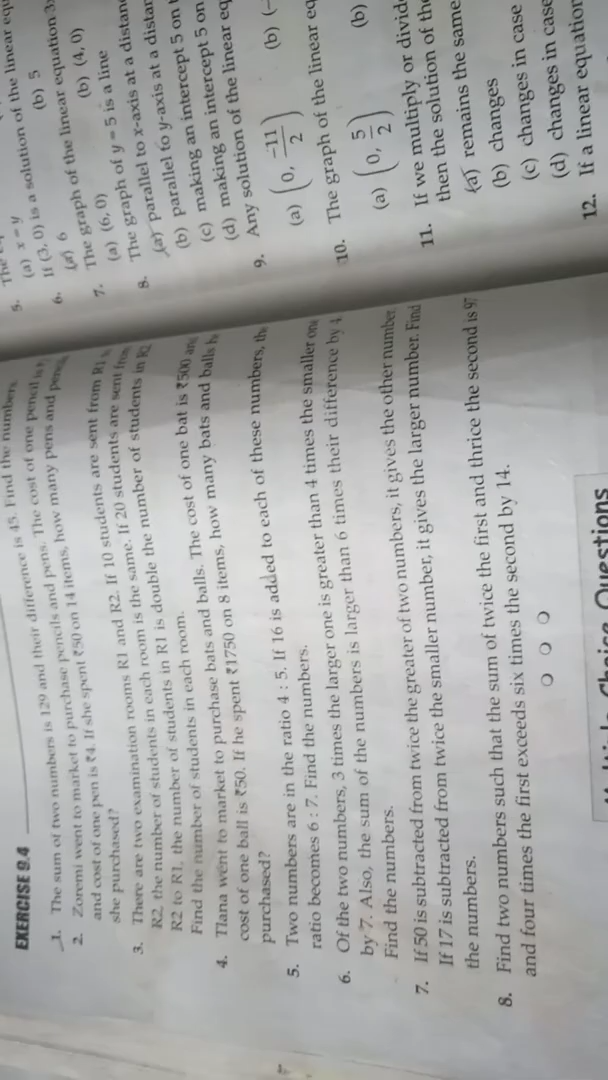 EXERCISE 9.4
1. The sum of two numbers is 129 and their difference is 45. Find the numbers.
2. Zoremi went to market to purchase pencils and pens. The cost of one pencil is
and cost of one pen is ₹4. If she spent ₹50 on 14 items, how many pens and
she purchased?
3. There are two examination rooms R1 and R2. If 10 students are sent from R1
R2, the number of students in each room is the same. If 20 students are sent from
R2 to R1, the number of students in R1 is double the number of students in R2
Find the number of students in each room.
4. Tlana went to market to purchase bats and balls. The cost of one bat is ₹500 and
cost of one ball is ₹50. If he spent ₹1750 on 8 items, how many bats and balls
purchased?
5. Two numbers are in the ratio 4 : 5. If 16 is added to each of these numbers,
ratio becomes 6 : 7. Find the numbers.
6. Of the two numbers, 3 times the larger one is greater than 4 times the smaller
by 7. Also, the sum of the numbers is larger than 6 times their difference by 4
Find the numbers.
7. If 50 is subtracted from twice the greater of two numbers, it gives the other number
If 17 is subtracted from twice the smaller number, it gives the larger number. Find
the numbers.
8. Find two numbers such that the sum of twice the first and thrice the second is 97
and four times the first exceeds six times the second by 14.
O O O
Choice Questions
5. The
(a) x = y
6. If (3, 0) is a solution of the linear
(a) 6 (b) 5
7. The graph of the linear equation
(a) (6, 0) (b) (4, 0)
8. The graph of y = 5 is a line
(a) parallel to x-axis at a
(b) parallel to y-axis at a
(c) making an intercept 5 on
(d) making an intercept 5 on
9. Any solution of the linear
(a) (0, -11/2) (b) (-
10. The graph of the linear
(a) (0, 5/2) (b)
11. If we multiply or
then the solution of
(a) remains the same
(b) changes
(c) changes in case
(d) changes in case
12. If a linear equation